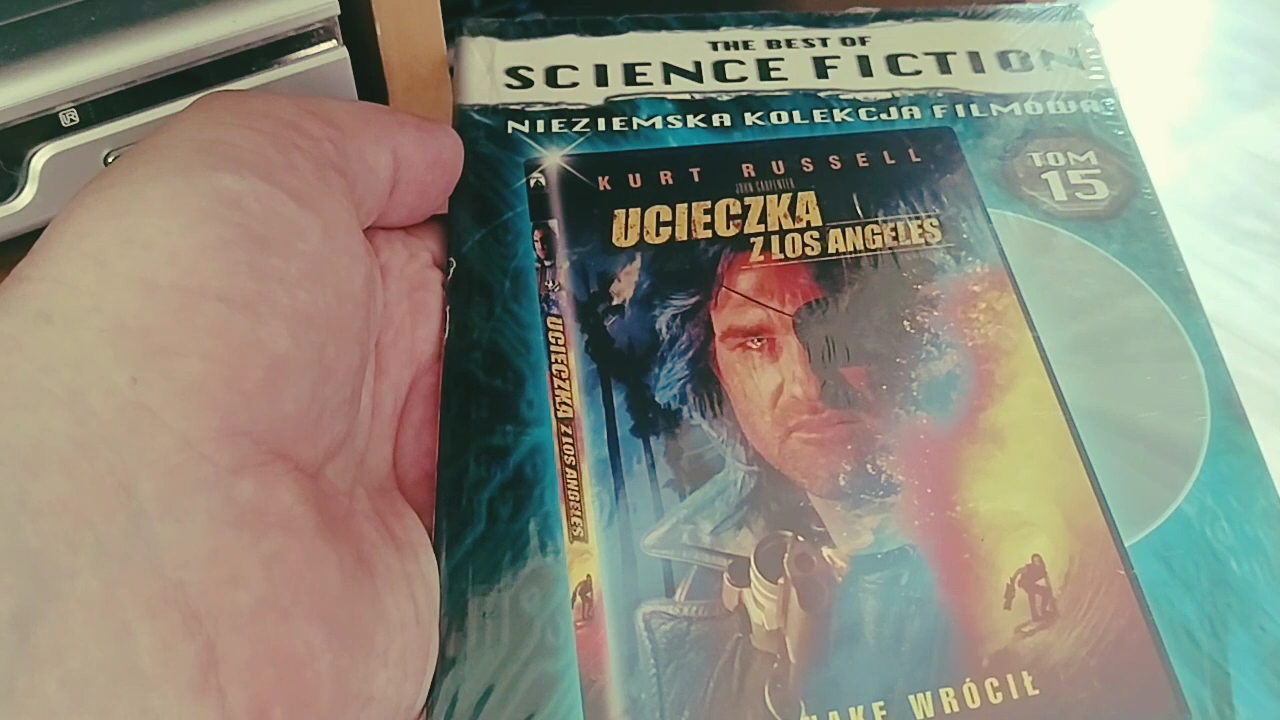 THE BEST OF
SCIENCE FICTION
NIEZIEMSKA KOLEKCJA FILMOWA
TOM
15
KURT RUSSELL
JOHN CARPENTER
UCIECZKA
Z LOS ANGELES
UCIECZKA Z LOS ANGELES
WRÓCIŁ